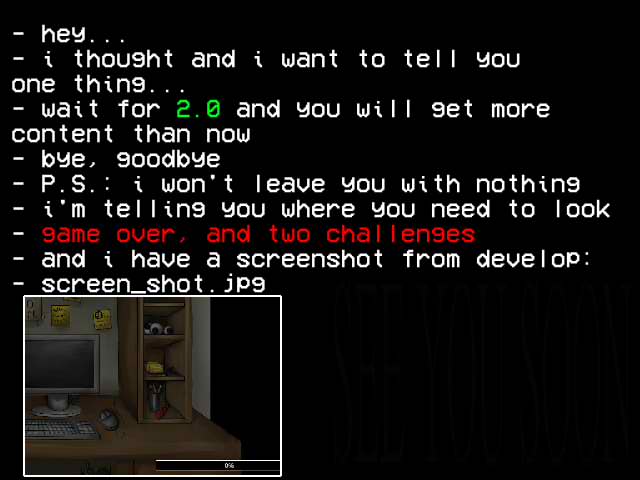 - hey...
- i thought and i want to tell you
one thing...
- wait for 2.0 and you will get more
content than now
- bye, goodbye
- P.S.: i won't leave you with nothing
- i'm telling you where you need to look
- game over, and two challenges
- and i have a screenshot from develop:
- screen_shot.jpg
SEE YOU SOON
0%